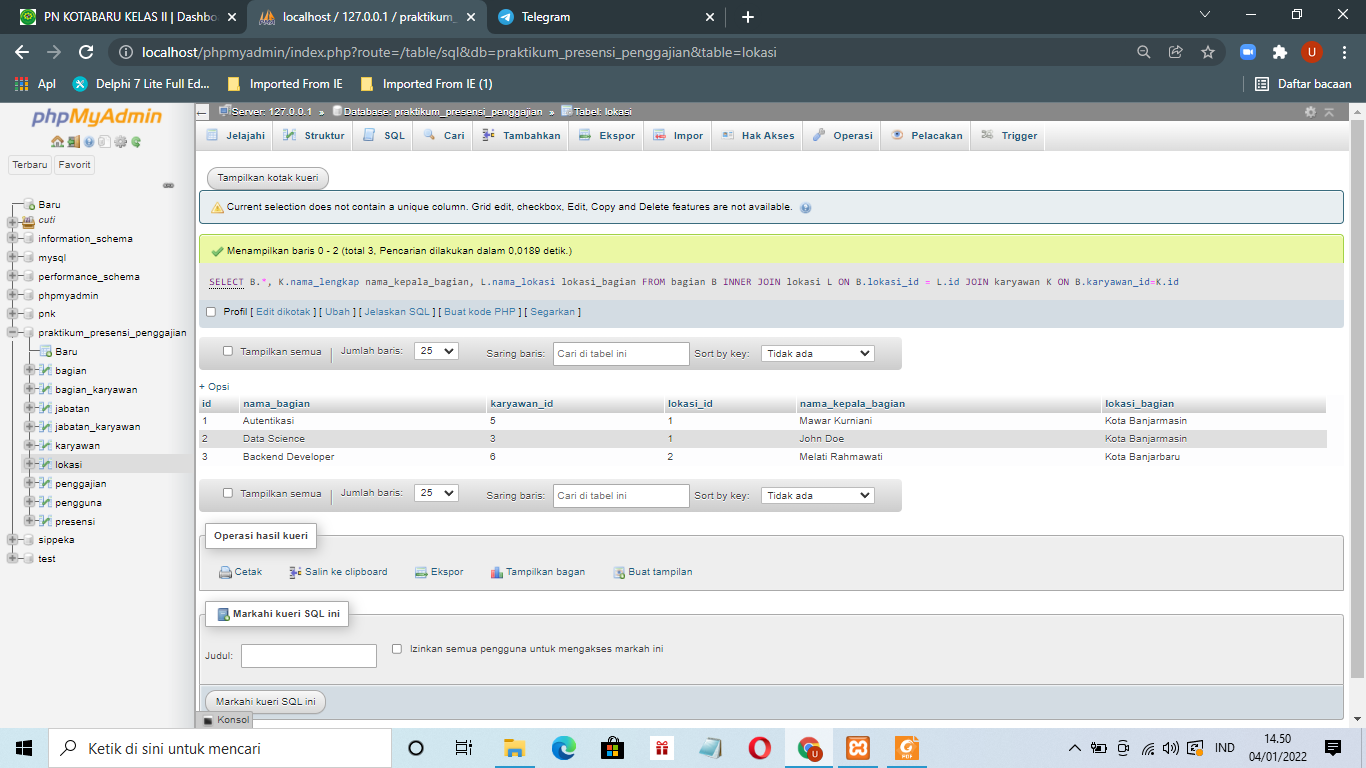 PN KOTABARU KELAS II | Dashbo
localhost / 127.0.0.1 / praktikum_
Telegram
localhost/phpmyadmin/index.php?route=/table/sql&db=praktikum_presensi_penggajian&table=lokasi
U
Apl
Delphi 7 Lite Full Ed...
Imported From IE
Imported From IE (1)
Daftar bacaan
phpMyAdmin
Terbaru Favorit
Baru
cuti
information_schema
mysql
performance_schema
phpmyadmin
pnk
praktikum_presensi_penggajian
Baru
bagian
bagian_karyawan
jabatan
jabatan_karyawan
karyawan
lokasi
penggajian
pengguna
presensi
sippeka
test
Server: 127.0.0.1 » Database: praktikum_presensi_penggajian » Tabel: lokasi
Jelajahi Struktur SQL Cari Tambahkan Ekspor Impor Hak Akses Operasi Pelacakan Trigger
Tampilkan kotak kueri
Current selection does not contain a unique column. Grid edit, checkbox, Edit, Copy and Delete features are not available.
Menampilkan baris 0 - 2 (total 3, Pencarian dilakukan dalam 0,0189 detik.)
SELECT B.*, K.nama_lengkap nama_kepala_bagian, L.nama_lokasi lokasi_bagian FROM bagian B INNER JOIN lokasi L ON B.lokasi_id = L.id JOIN karyawan K ON B.karyawan_id=K.id
Profil [ Edit dikotak ] [ Ubah ] [ Jelaskan SQL ] [ Buat kode PHP ] [ Segarkan ]
Tampilkan semua | Jumlah baris: 25 Saring baris: Cari di tabel ini Sort by key: Tidak ada
+ Opsi
id nama_bagian karyawan_id lokasi_id nama_kepala_bagian lokasi_bagian
1 Autentikasi 5 1 Mawar Kurniani Kota Banjarmasin
2 Data Science 3 1 John Doe Kota Banjarmasin
3 Backend Developer 6 2 Melati Rahmawati Kota Banjarbaru
Tampilkan semua | Jumlah baris: 25 Saring baris: Cari di tabel ini Sort by key: Tidak ada
Operasi hasil kueri
Cetak Salin ke clipboard Ekspor Tampilkan bagan Buat tampilan
Markahi kueri SQL ini
Judul: Izinkan semua pengguna untuk mengakses markah ini
Markahi kueri SQL ini
Konsol
Ketik di sini untuk mencari
IND
14.50
04/01/2022